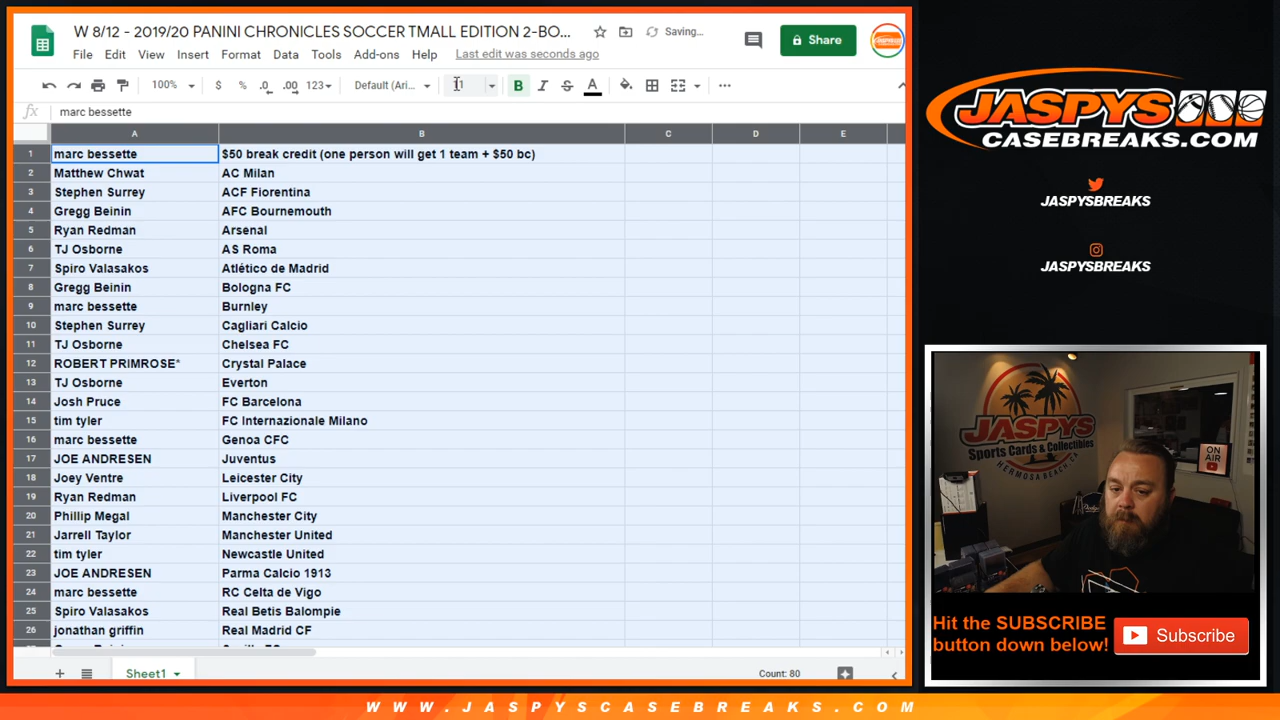 W 8/12 - 2019/20 PANINI CHRONICLES SOCCER TMALL EDITION 2-BO...
Saving...
File Edit View Insert Format Data Tools Add-ons Help Last edit was seconds ago
Share
100% $ % .0 .00 123 Default (Ari... 11 B I S A
fx marc bessette
A B C D E
1 marc bessette $50 break credit (one person will get 1 team + $50 bc)
2 Matthew Chwat AC Milan
3 Stephen Surrey ACF Fiorentina
4 Gregg Beinin AFC Bournemouth
5 Ryan Redman Arsenal
6 TJ Osborne AS Roma
7 Spiro Valasakos Atlético de Madrid
8 Gregg Beinin Bologna FC
9 marc bessette Burnley
10 Stephen Surrey Cagliari Calcio
11 TJ Osborne Chelsea FC
12 ROBERT PRIMROSE* Crystal Palace
13 TJ Osborne Everton
14 Josh Pruce FC Barcelona
15 tim tyler FC Internazionale Milano
16 marc bessette Genoa CFC
17 JOE ANDRESEN Juventus
18 Joey Ventre Leicester City
19 Ryan Redman Liverpool FC
20 Phillip Megal Manchester City
21 Jarrell Taylor Manchester United
22 tim tyler Newcastle United
23 JOE ANDRESEN Parma Calcio 1913
24 marc bessette RC Celta de Vigo
25 Spiro Valasakos Real Betis Balompie
26 jonathan griffin Real Madrid CF
Sheet1
Count: 80
JASPYS
CASEBREAKS.COM
JASPYSBREAKS
JASPYSBREAKS
JASPYS
Sports Cards & Collectibles
HERMOSA BEACH, CA
ON
AIR
Hit the SUBSCRIBE
button down below!
Subscribe
WWW.JASPYSCASEBREAKS.COM